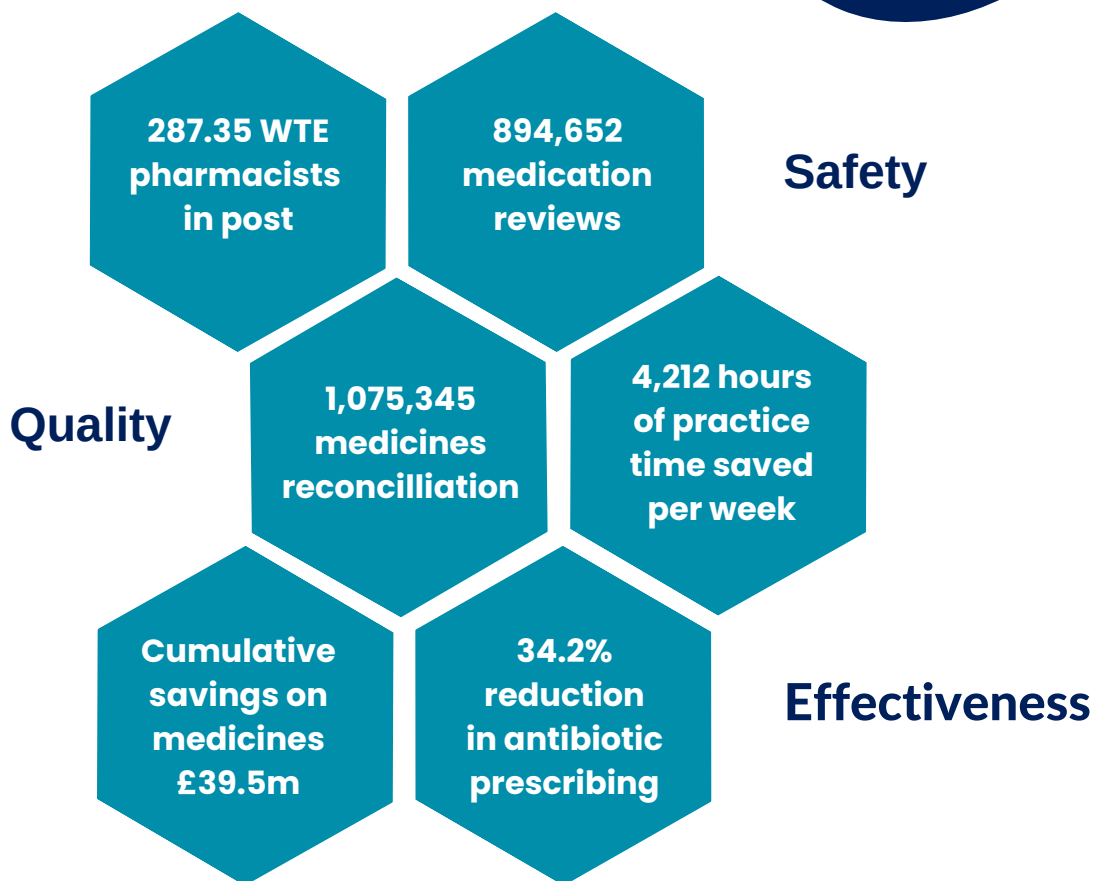 287.35 WTE
pharmacists
in post
894,652
medication
reviews
Safety
Quality
1,075,345
medicines
reconcilliation
4,212 hours
of practice
time saved
per week
Cumulative
savings on
medicines
£39.5m
34.2%
reduction
in antibiotic
prescribing
Effectiveness